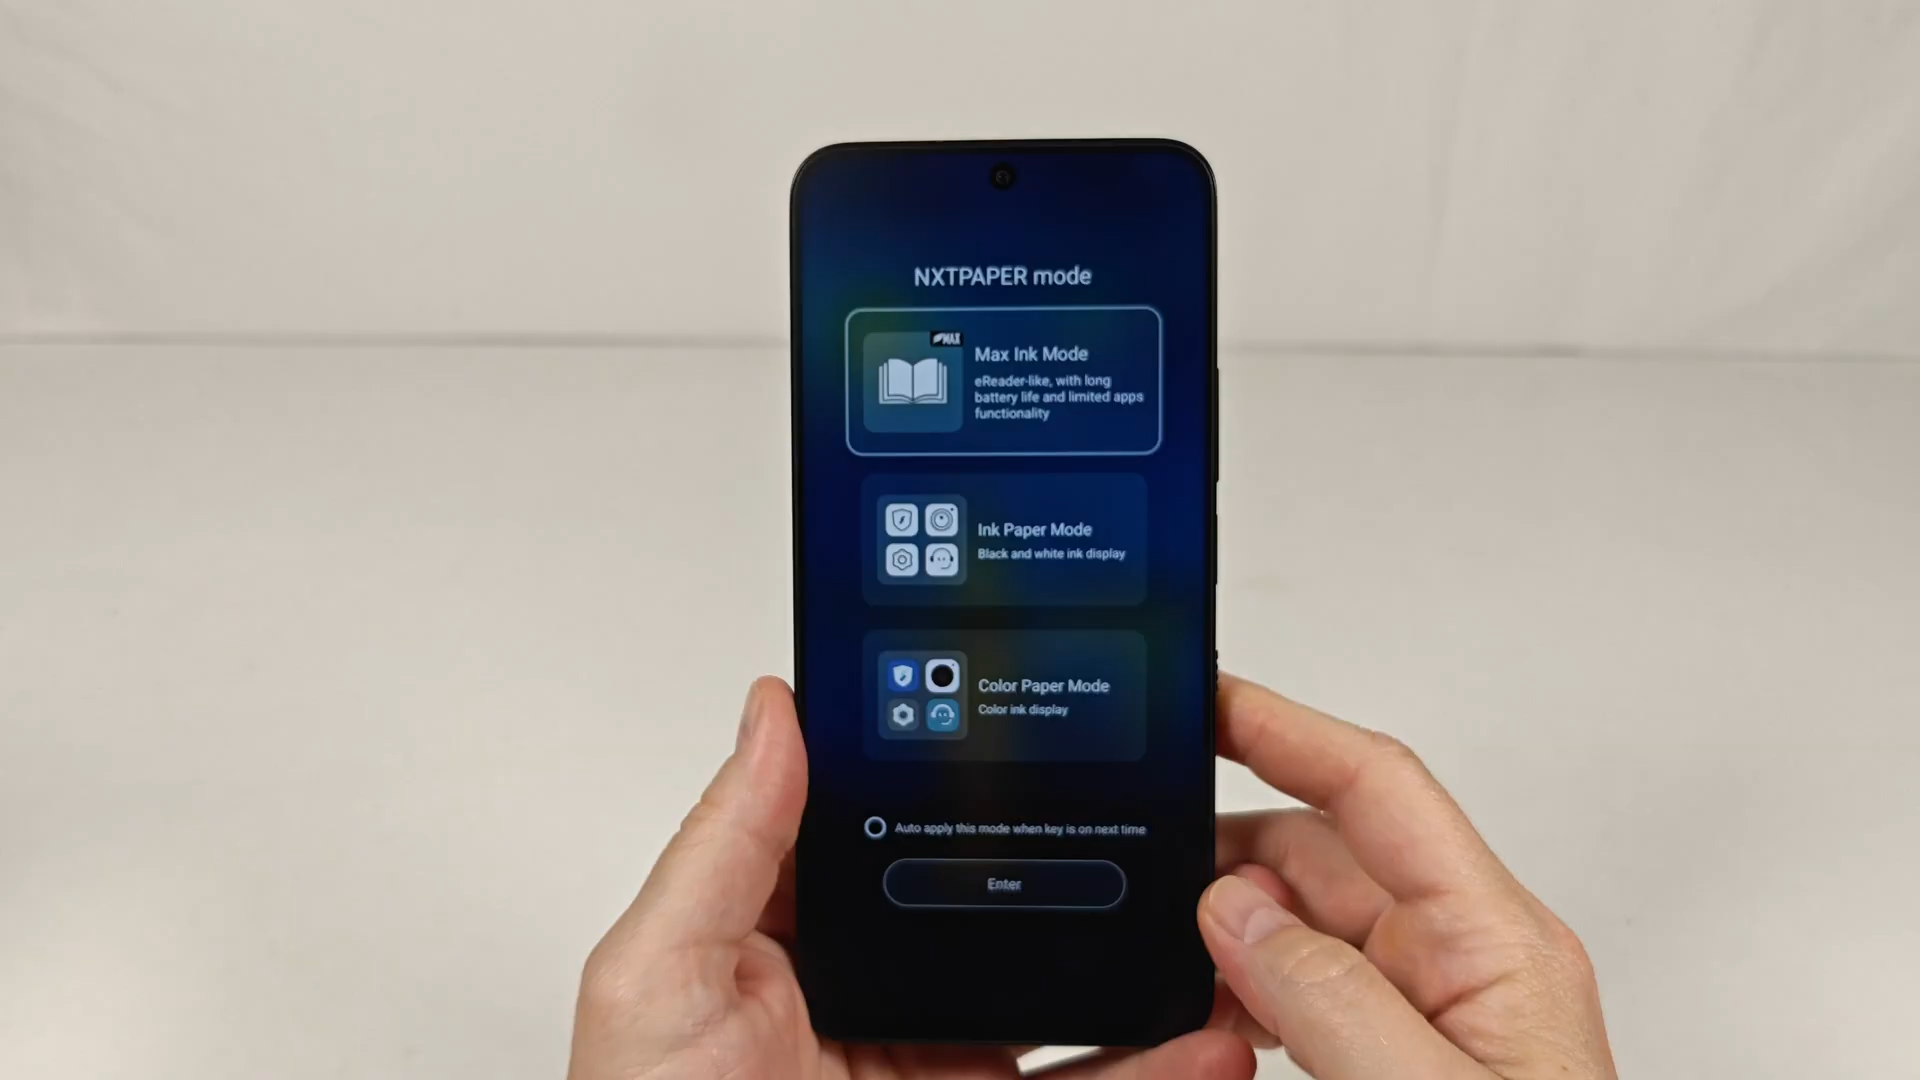 NXTPAPER mode
MAX
Max Ink Mode
eReader-like, with long
battery life and limited apps
functionality
Ink Paper Mode
Black and white ink display
Color Paper Mode
Color ink display
Auto apply this mode when key is on next time
Enter